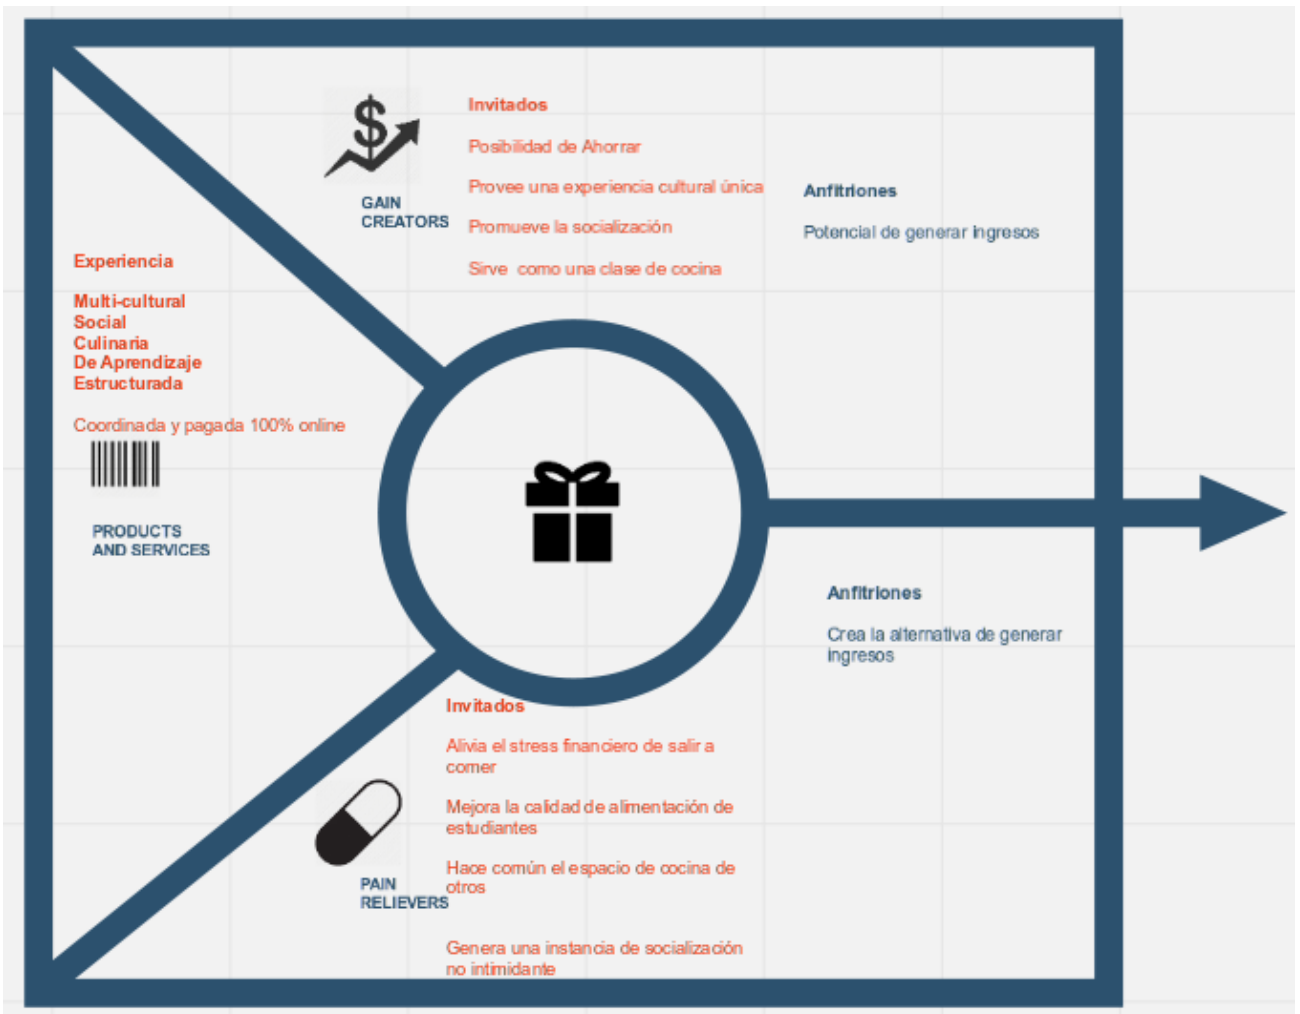 Invitados
Posibilidad de Ahorrar
Provee una experiencia cultural única
Promueve la socialización
Sirve como una clase de cocina
GAIN
CREATORS
Anfitriones
Potencial de generar ingresos
Experiencia
Multi-cultural
Social
Culinaria
De Aprendizaje
Estructurada
Coordinada y pagada 100% online
PRODUCTS
AND SERVICES
Anfitriones
Crea la alternativa de generar
ingresos
Invitados
Alivia el stress financiero de salir a
comer
Mejora la calidad de alimentación de
estudiantes
Hace común el espacio de cocina de
otros
Genera una instancia de socialización
no intimidante
PAIN
RELIEVERS